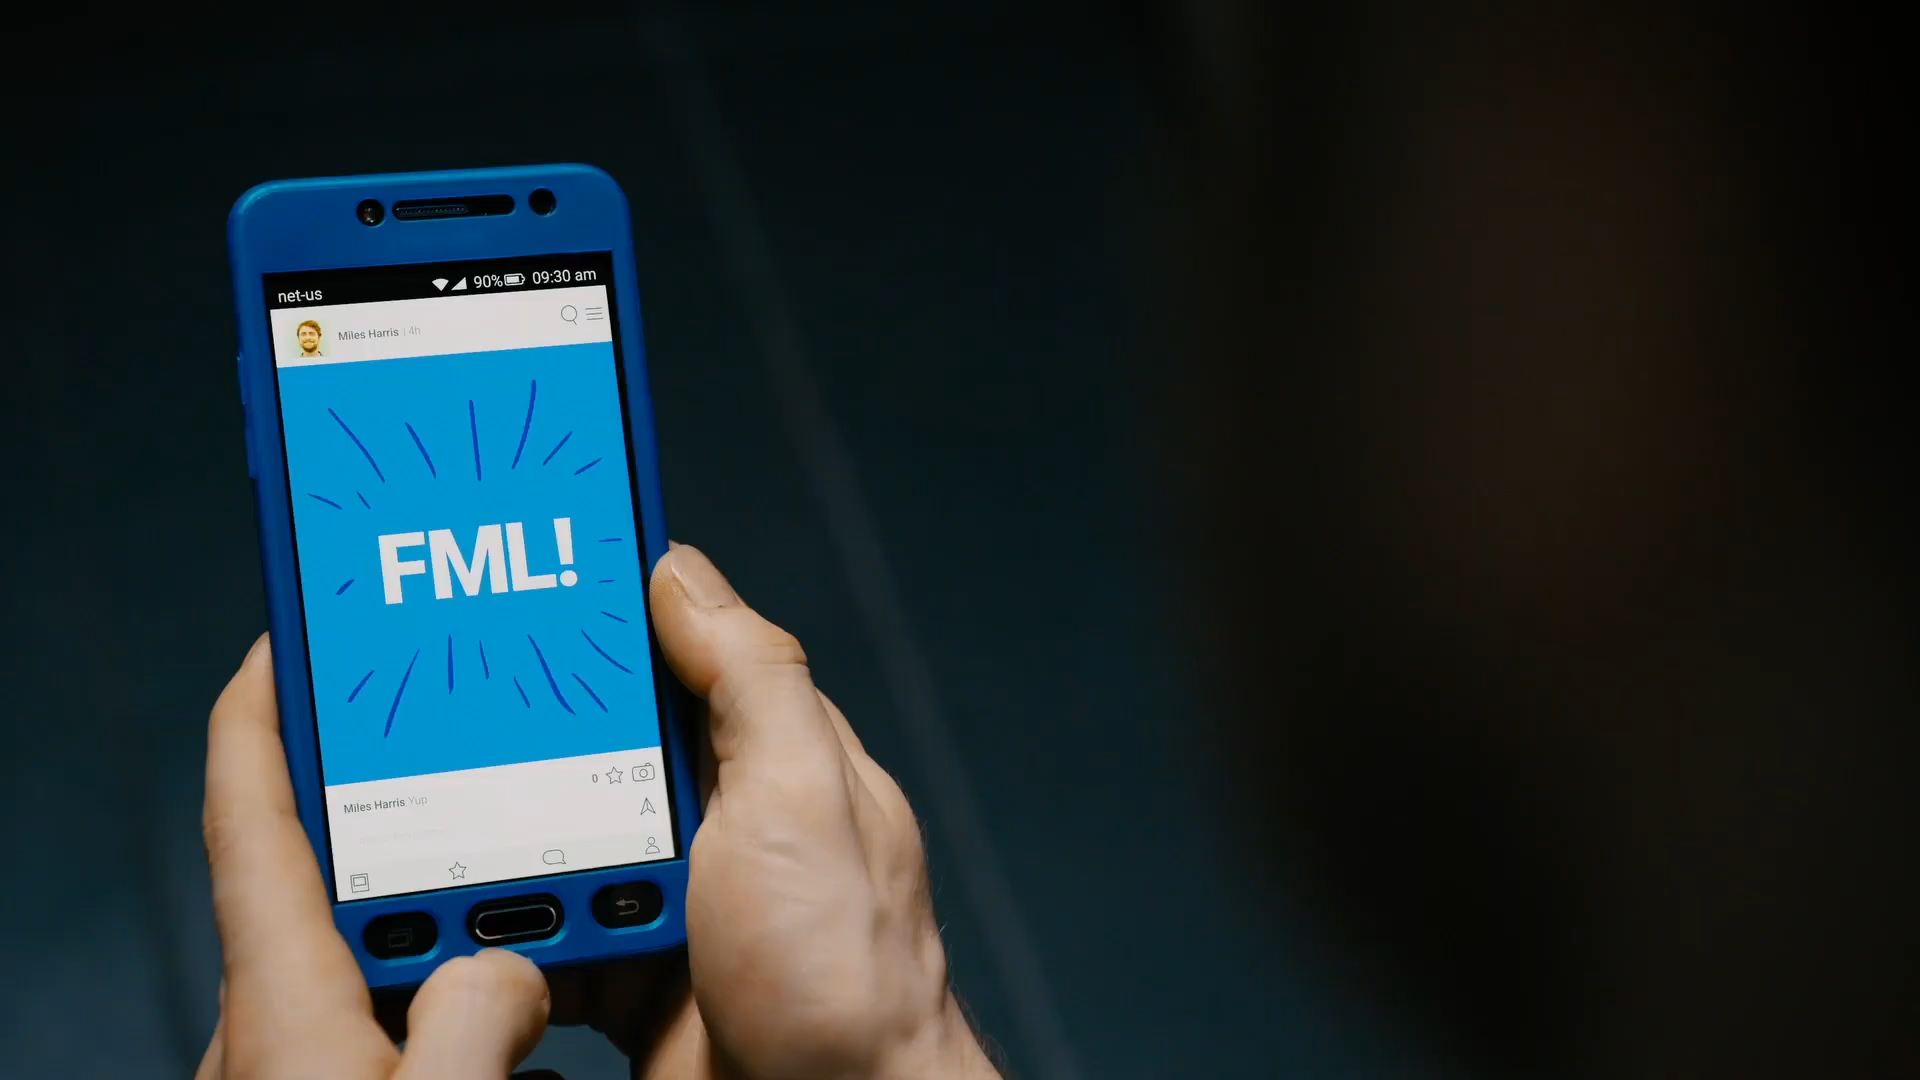 net-us 90% 09:30 am
Miles Harris | 4h
FML!
0
Miles Harris Yup